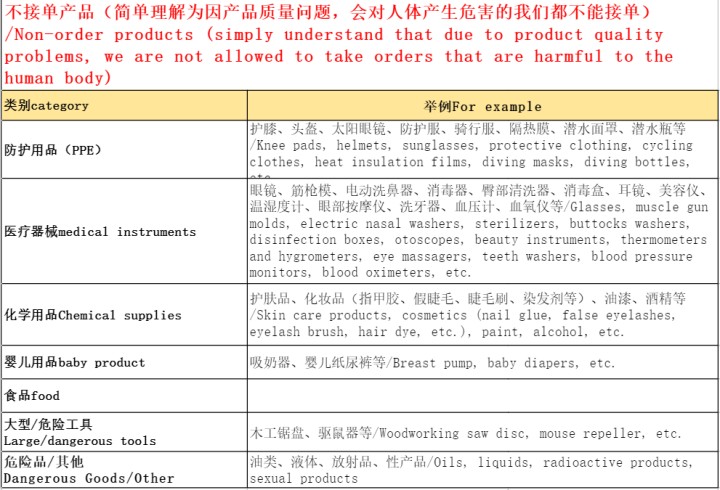 不接单产品（简单理解为因产品质量问题，会对人体产生危害的我们都不能接单）
/Non-order products (simply understand that due to product quality
problems, we are not allowed to take orders that are harmful to the
human body)
类别category
举例For example
防护用品（PPE）
护膝、头盔、太阳眼镜、防护服、骑行服、隔热膜、潜水面罩、潜水瓶等
/Knee pads, helmets, sunglasses, protective clothing, cycling
clothes, heat insulation films, diving masks, diving bottles,
etc.
医疗器械medical instruments
眼镜、筋枪模、电动洗鼻器、消毒器、臀部清洗器、消毒盒、耳镜、美容仪、
温湿度计、眼部按摩仪、洗牙器、血压计、血氧仪等/Glasses, muscle gun
molds, electric nasal washers, sterilizers, buttocks washers,
disinfection boxes, otoscopes, beauty instruments, thermometers
and hygrometers, eye massagers, teeth washers, blood pressure
monitors, blood oximeters, etc.
化学用品Chemical supplies
护肤品、化妆品（指甲胶、假睫毛、睫毛刷、染发剂等）、油漆、酒精等
/Skin care products, cosmetics (nail glue, false eyelashes,
eyelash brush, hair dye, etc.), paint, alcohol, etc.
婴儿用品baby product
吸奶器、婴儿纸尿裤等/Breast pump, baby diapers, etc.
食品food
大型/危险工具
Large/dangerous tools
木工锯盘、驱鼠器等/Woodworking saw disc, mouse repeller, etc.
危险品/其他
Dangerous Goods/Other
油类、液体、放射品、性产品/Oils, liquids, radioactive products,
sexual products